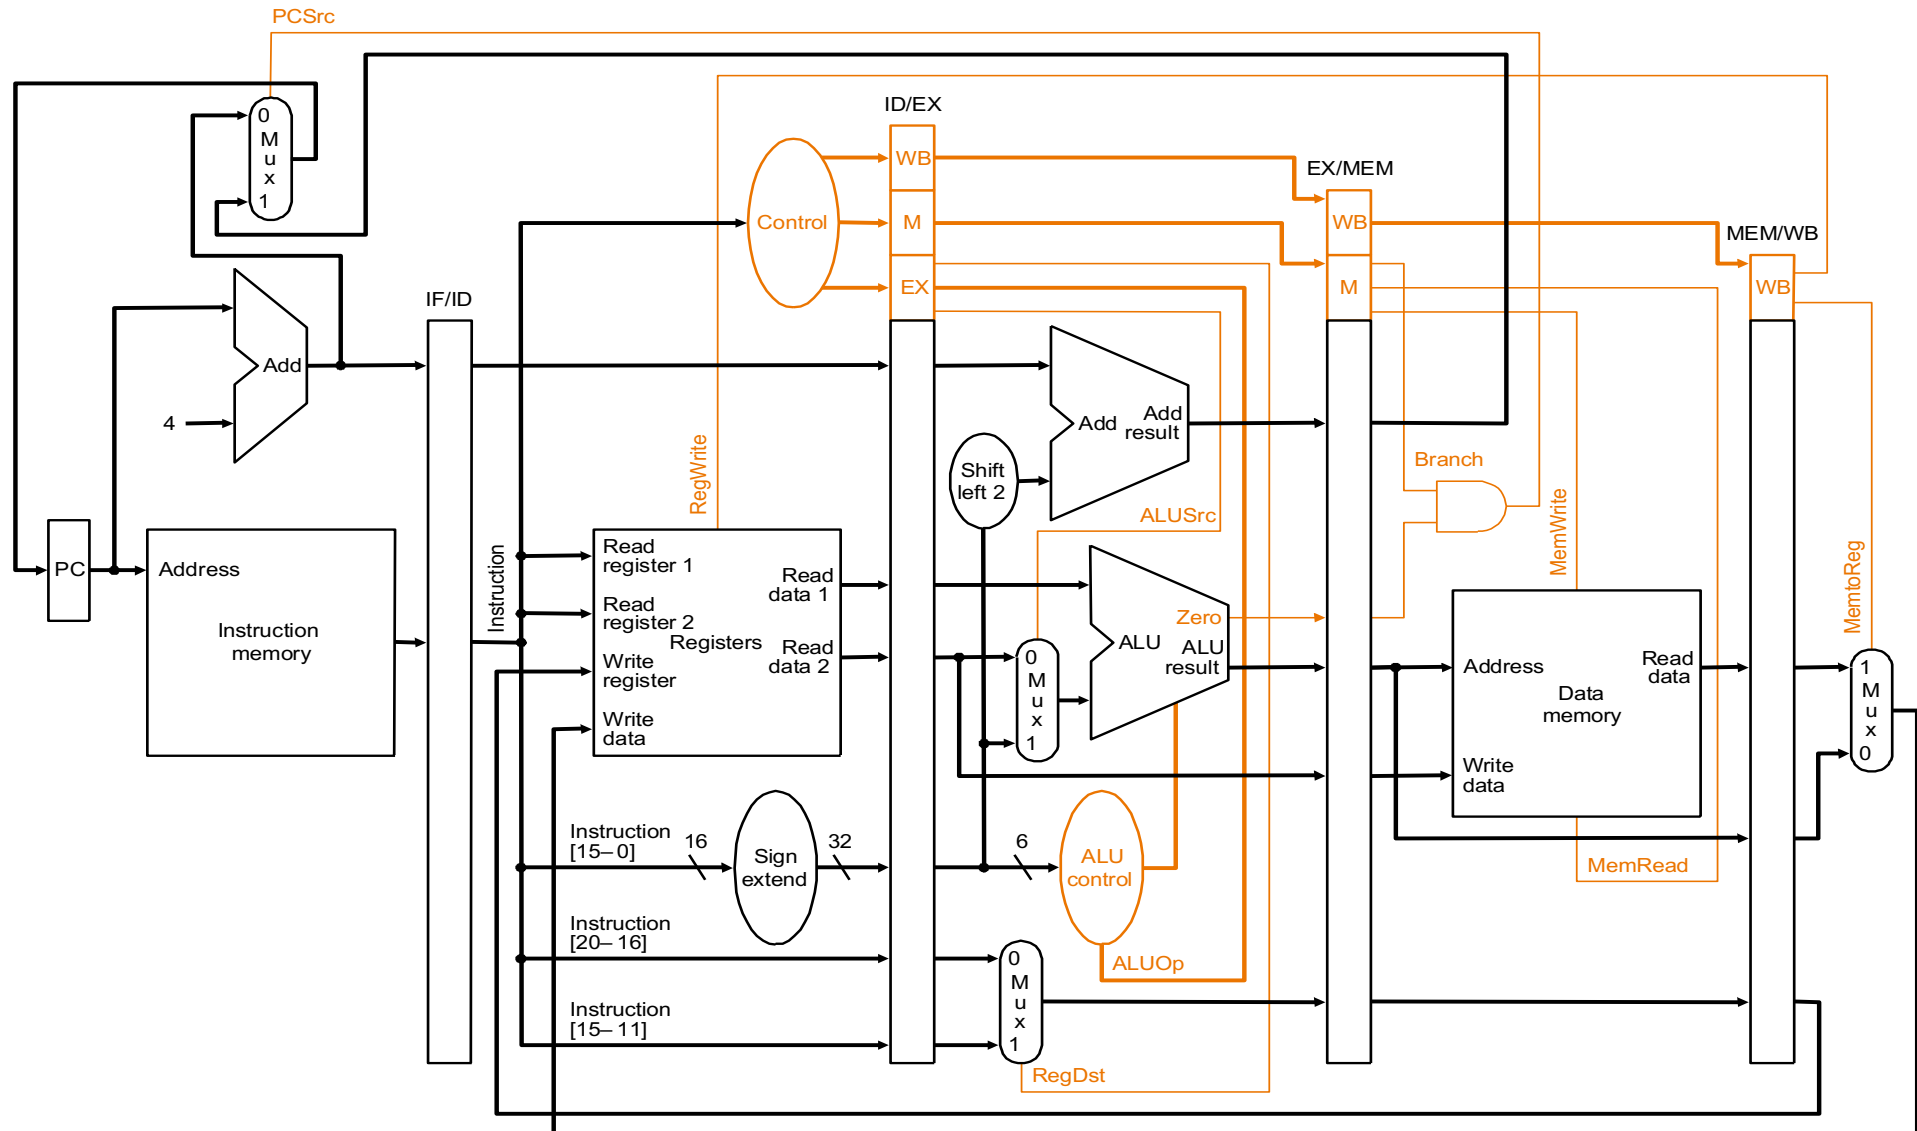 PCSrc
ID/EX
0
M
u
x
1
WB
EX/MEM
Control
M
WB
MEM/WB
IF/ID
EX
M
WB
Add
4
Add
Add
result
RegWrite
Shift
left 2
Branch
ALUSrc
MemWrite
MemtoReg
PC
Address
Instruction
memory
Instruction
Read
register 1
Read
data 1
Read
register 2
Registers
Read
data 2
Write
register
Write
data
0
M
u
x
1
Zero
ALU
ALU
result
Address
Read
data
Data
memory
Write
data
1
M
u
x
0
Instruction
[15–0]
16
Sign
extend
32
6
ALU
control
MemRead
Instruction
[20–16]
0
M
u
x
1
ALUOp
Instruction
[15–11]
RegDst